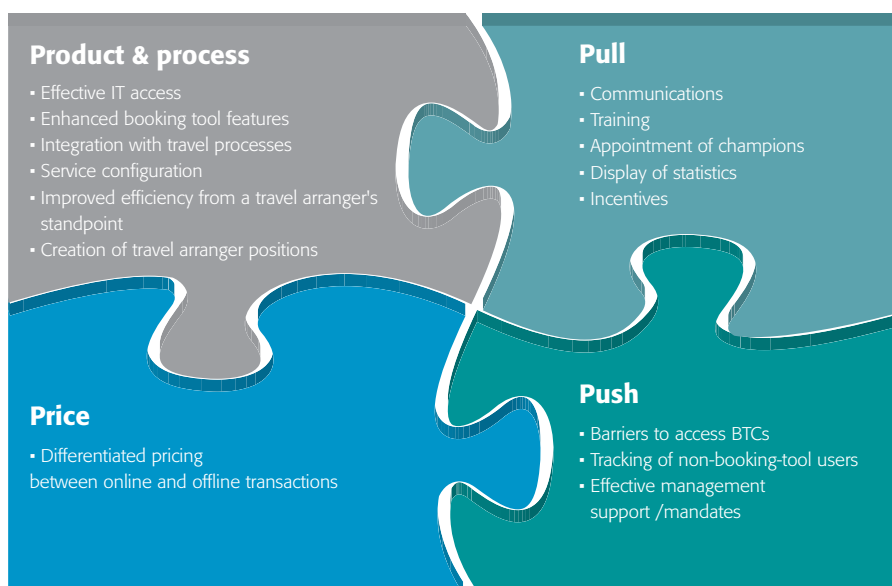 Product & process
▪ Effective IT access
▪ Enhanced booking tool features
▪ Integration with travel processes
▪ Service configuration
▪ Improved efficiency from a travel arranger's
standpoint
▪ Creation of travel arranger positions
Pull
▪ Communications
▪ Training
▪ Appointment of champions
▪ Display of statistics
▪ Incentives
Price
▪ Differentiated pricing
between online and offline transactions
Push
▪ Barriers to access BTCs
▪ Tracking of non-booking-tool users
▪ Effective management
support /mandates